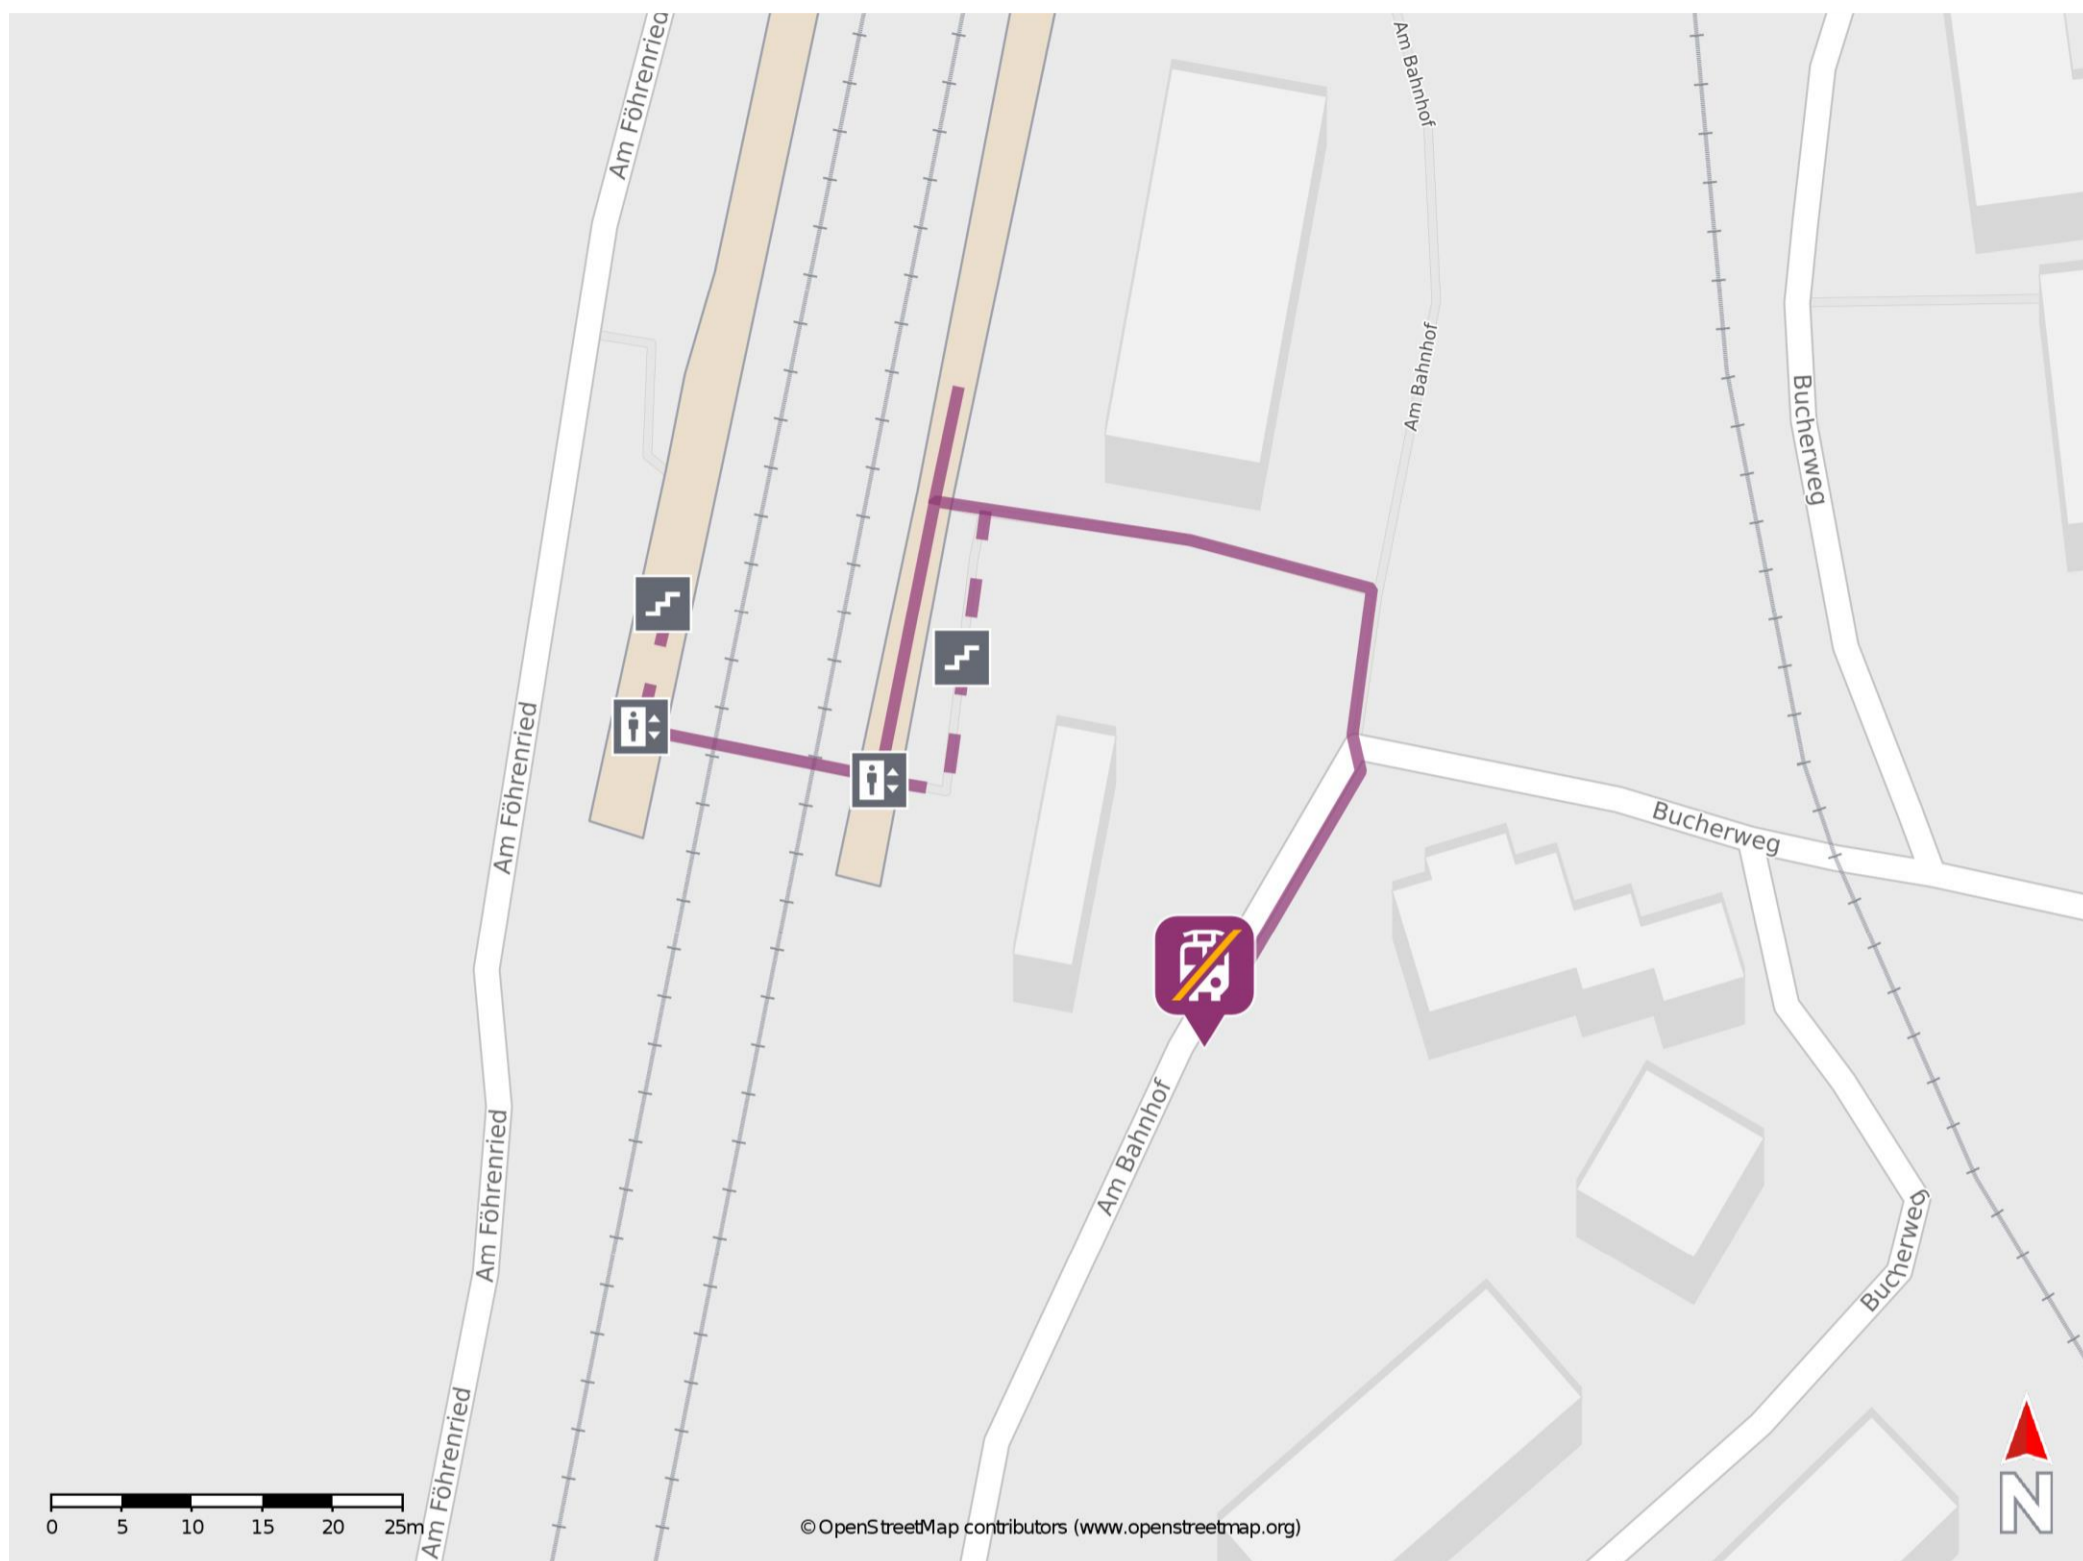 Am Föhrenried
Am Bahnhof
Am Bahnhof
Bucherweg
Am Föhrenried
Bucherweg
Am Bahnhof
Am Föhrenried
Bucherweg
Am Föhrenried
0 5 10 15 20 25m
© OpenStreetMap contributors (www.openstreetmap.org)
N